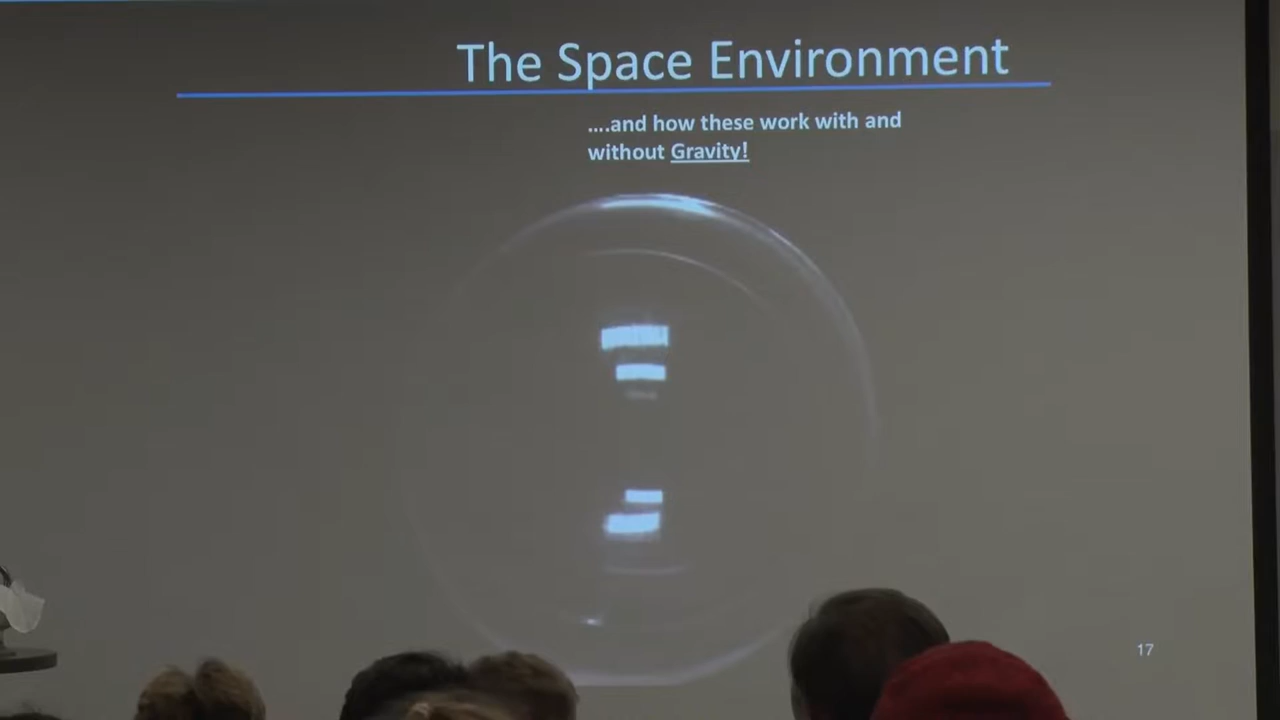 The Space Environment
....and how these work with and
without Gravity!
17